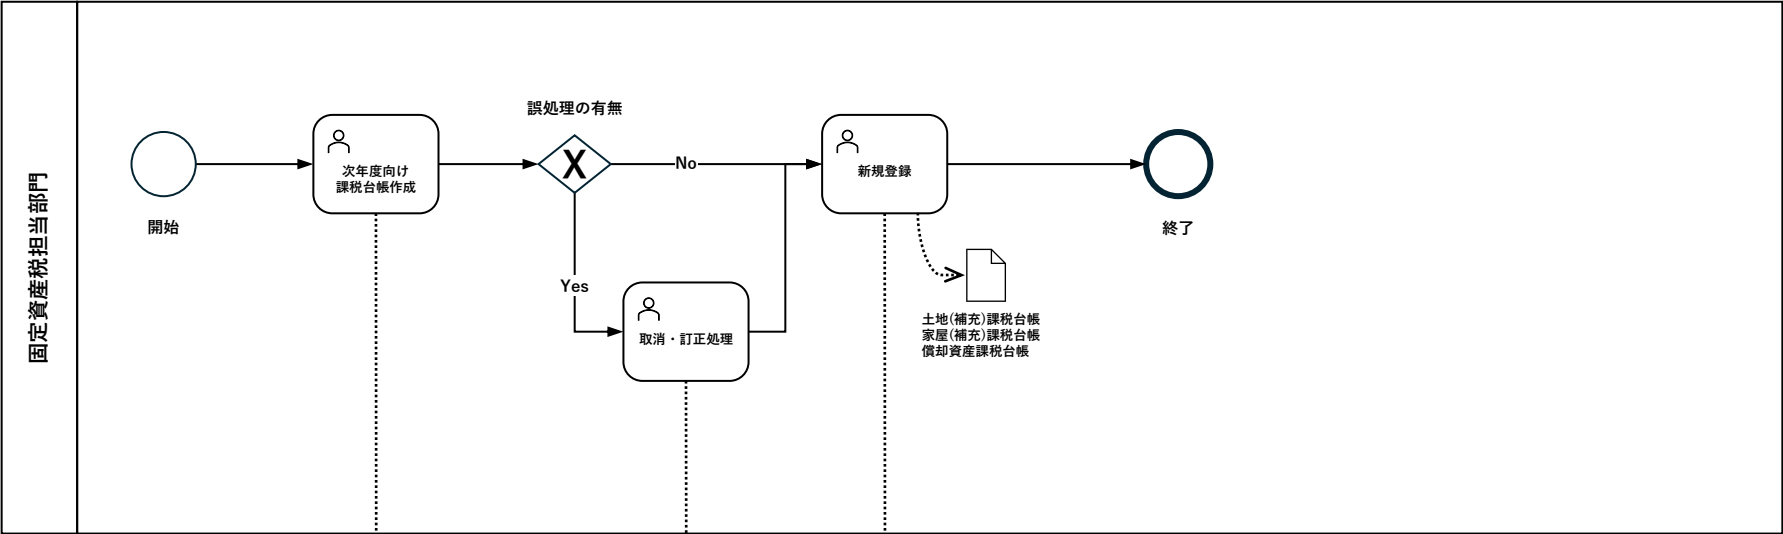 固定資産税担当部門
開始
次年度向け
課税台帳作成
誤処理の有無
X
No
Yes
取消・訂正処理
新規登録
土地(補充)課税台帳
家屋(補充)課税台帳
償却資産課税台帳
終了